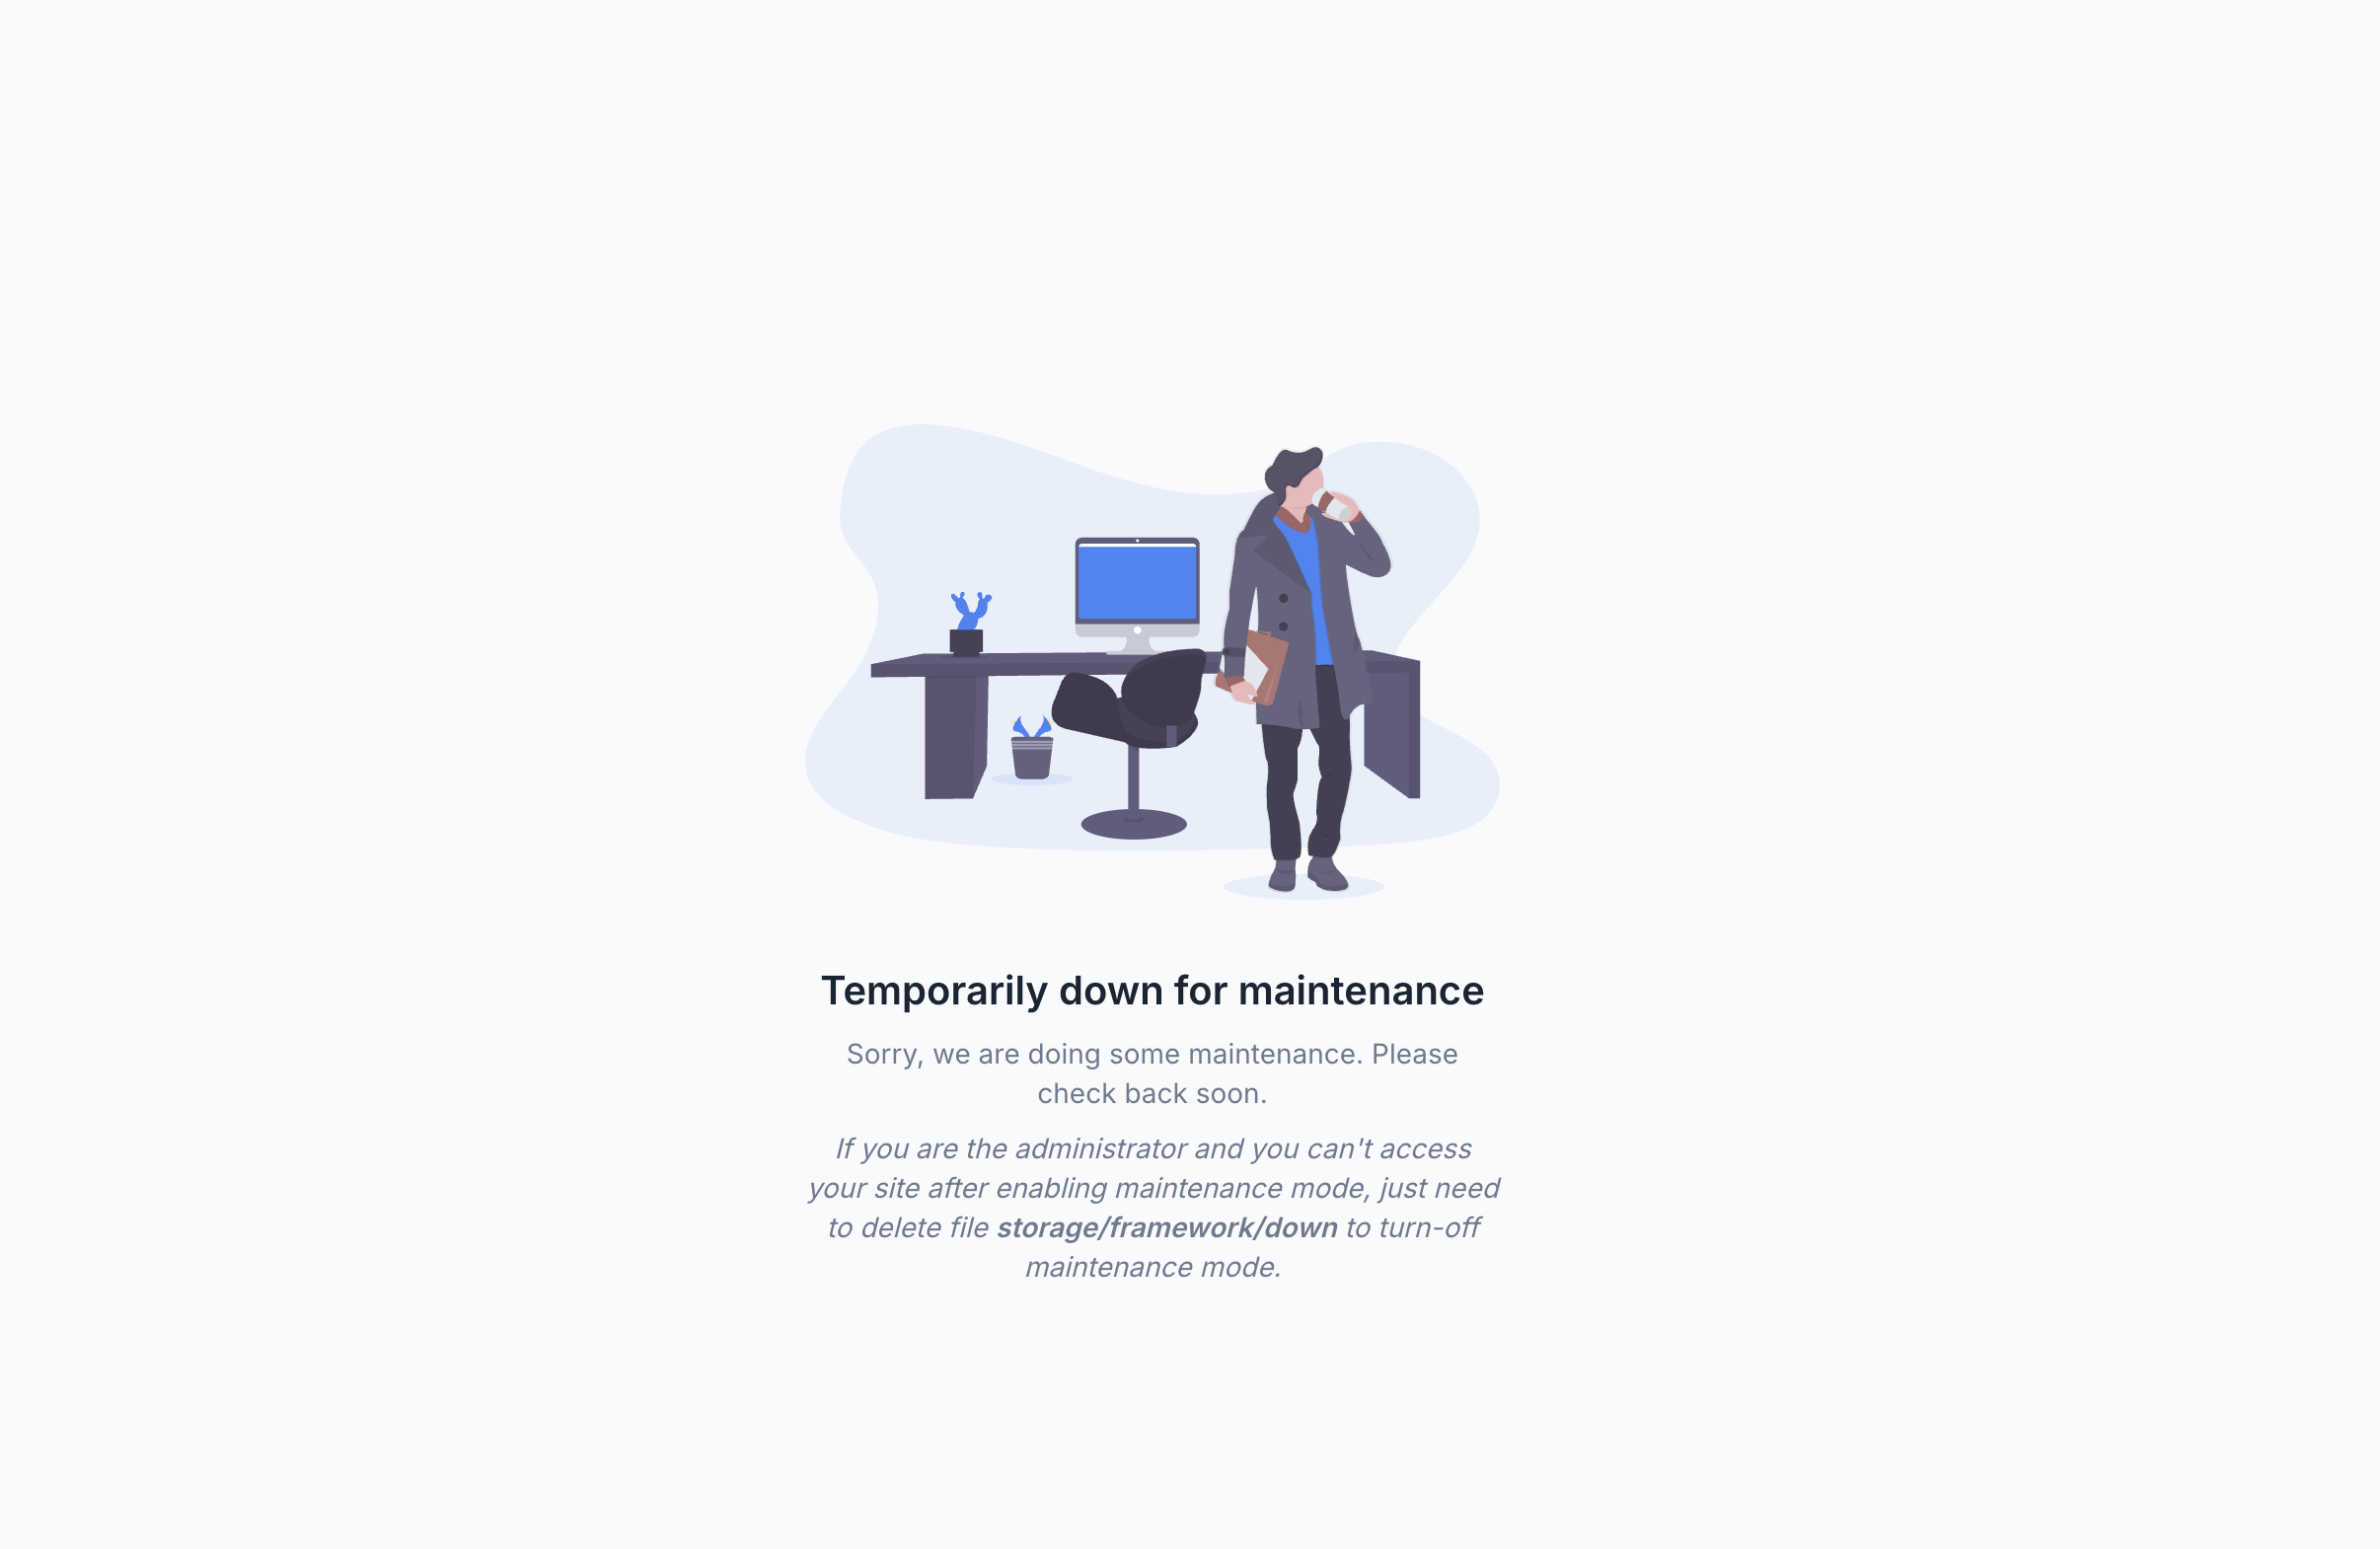 Temporarily down for maintenance
Sorry, we are doing some maintenance. Please
check back soon.
If you are the administrator and you can't access
your site after enabling maintenance mode, just need
to delete file storage/framework/down to turn-off
maintenance mode.